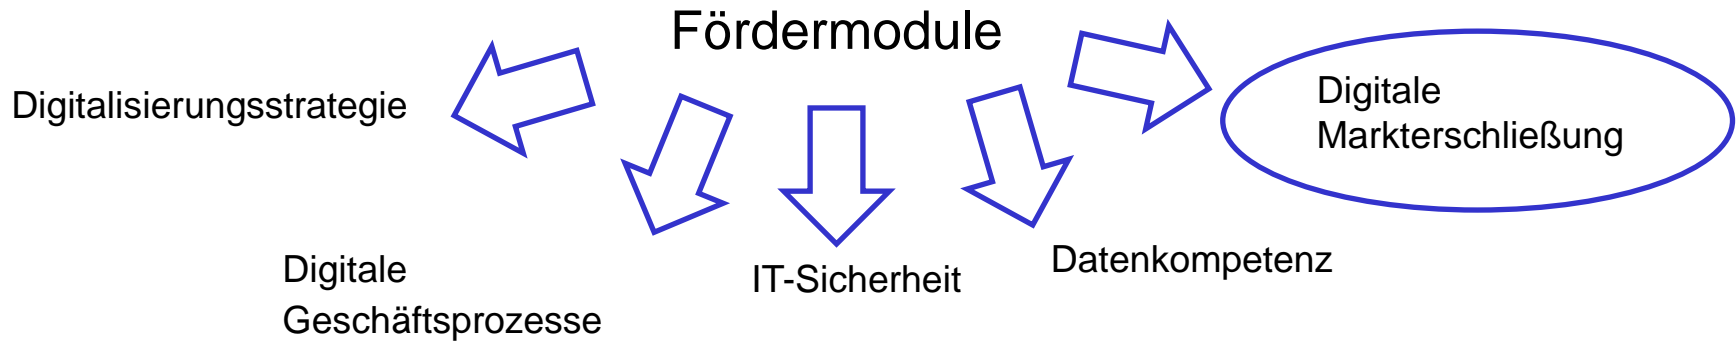 Fördermodule
Digitalisierungsstrategie
Digitale
Geschäftsprozesse
IT-Sicherheit
Datenkompetenz
Digitale
Markterschließung